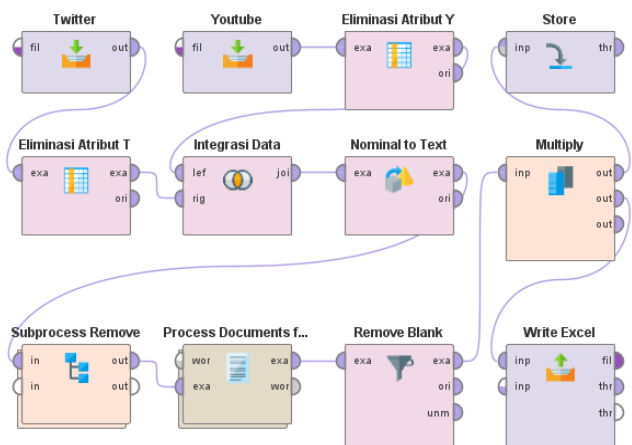 Twitter
fil out
Youtube
fil out
Eliminasi Atribut Y
exa exa
ori
Store
inp thr
Eliminasi Atribut T
exa exa
ori
Integrasi Data
lef joi
rig
Nominal to Text
exa exa
ori
Multiply
inp out
out
out
Subprocess Remove
in out
in out
Process Documents f...
wor exa
exa wor
Remove Blank
exa exa
ori
unm
Write Excel
inp fil
inp thr
thr